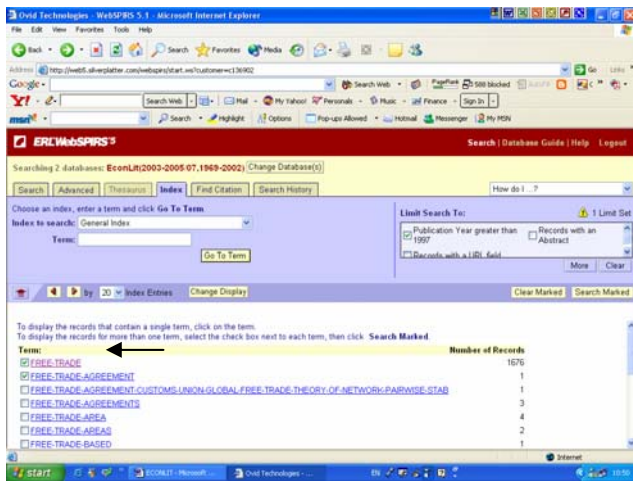 Ovid Technologies - WebSPIRS 5.1 - Microsoft Internet Explorer
File Edit View Favorites Tools Help
Back Search Favorites Media
Address http://web5.silverplatter.com/webspirs/start.ws?customer=c136902 Go Links
Google Search Web PageRank 588 blocked
Y! Search Web Mail My Yahoo! Personals Music Finance Sign In
msn Search Highlight Options Pop-ups Allowed Hotmail Messenger My MSN
ERLWebSPIRS5 Search | Database Guide | Help Logout
Searching 2 databases: EconLit(2003-2005/07,1969-2002) Change Database(s)
Search Advanced Thesaurus Index Find Citation Search History How do I ...?
Choose an index, enter a term and click Go To Term
Index to search: General Index
Term:
Go To Term
Limit Search To: 1 Limit Set
Publication Year greater than 1997
Records with an Abstract
Records with a URL field
More Clear
by 20 Index Entries Change Display Clear Marked Search Marked
To display the records that contain a single term, click on the term.
To display the records for more than one term, select the check box next to each term, then click Search Marked.
Term: Number of Records
FREE-TRADE 1676
FREE-TRADE-AGREEMENT 1
FREE-TRADE-AGREEMENT-CUSTOMS-UNION-GLOBAL-FREE-TRADE-THEORY-OF-NETWORK-PAIRWISE-STAB 1
FREE-TRADE-AGREEMENTS 3
FREE-TRADE-AREA 4
FREE-TRADE-AREAS 2
FREE-TRADE-BASED 1
Internet
start ECONLIT - Microsoft ... Ovid Technologies - ... EN 10:50